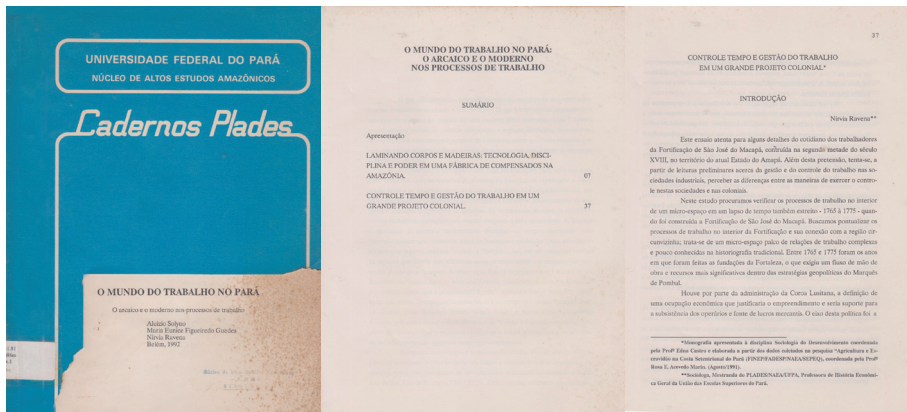 UNIVERSIDADE FEDERAL DO PARÁ
NÚCLEO DE ALTOS ESTUDOS AMAZÔNICOS
Cadernos Plades
O MUNDO DO TRABALHO NO PARÁ
O arcaico e o moderno nos processos de trabalho
Aluízio Solyno
Maria Eunice Figueiredo Guedes
Nírvia Ravena
Belém, 1992
O MUNDO DO TRABALHO NO PARÁ:
O ARCAICO E O MODERNO
NOS PROCESSOS DE TRABALHO
SUMÁRIO
Apresentação
LAMINANDO CORPOS E MADEIRAS: TECNOLOGIA, DISCI-
PLINA E PODER EM UMA FÁBRICA DE COMPENSADOS NA
AMAZÔNIA. 07
CONTROLE TEMPO E GESTÃO DO TRABALHO EM UM
GRANDE PROJETO COLONIAL. 37
37
CONTROLE TEMPO E GESTÃO DO TRABALHO
EM UM GRANDE PROJETO COLONIAL*
INTRODUÇÃO
Nírvia Ravena**
Este ensaio atenta para alguns detalhes do cotidiano dos trabalhadores
da Fortificação de São José do Macapá, contruída na segundo metade do século
XVIII, no território do atual Estado do Amapá. Além desta pretensão, tenta-se, a
partir de leituras preliminares acerca da gestão e do controle do trabalho nas so-
ciedades industriais, perceber as diferenças entre as maneiras de exercer o contro-
le nestas sociedades e nas coloniais.
Neste estudo procuramos verificar os processos de trabalho no interior
de um micro-espaço em um lapso de tempo também estreito - 1765 à 1775 - quan-
do foi construída a Fortificação de São José do Macapá. Buscamos pontualizar os
processos de trabalho no interior da Fortificação e sua conexão com a região cir-
cunvizinha; trata-se de um micro-espaço palco de relações de trabalho complexas
e pouco conhecidas na historiografia tradicional. Entre 1765 e 1775 foram os anos
em que foram feitas as fundações da Fortaleza, o que exigiu um fluxo de mão de
obra e recursos mais significativos dentro das estratégias geopolíticas do Marquês
de Pombal.
Houve por parte da administração da Coroa Lusitana, a definição de
uma ocupação econômica que justificaria o empreendimento e seria suporte para
a subsistência dos operários e fonte de lucros mercantis. O eixo desta política foi a
*Monografia apresentada à disciplina Sociologia do Desenvolvimento coordenada
pela Profª Edna Castro e elaborada a partir dos dados coletados na pesquisa "Agricultura e Ex-
trativismo na Costa Setentrional do Pará (FINEP/FADESP/NAEA/SEPEQ), coordenada pela Profª
Rosa E. Azevedo Marin. (Agosto/1991).
**Socióloga, Mestranda do PLADES/NAEA/UFPA, Professora de História Econômi-
ca Geral da União das Escolas Superiores do Pará.